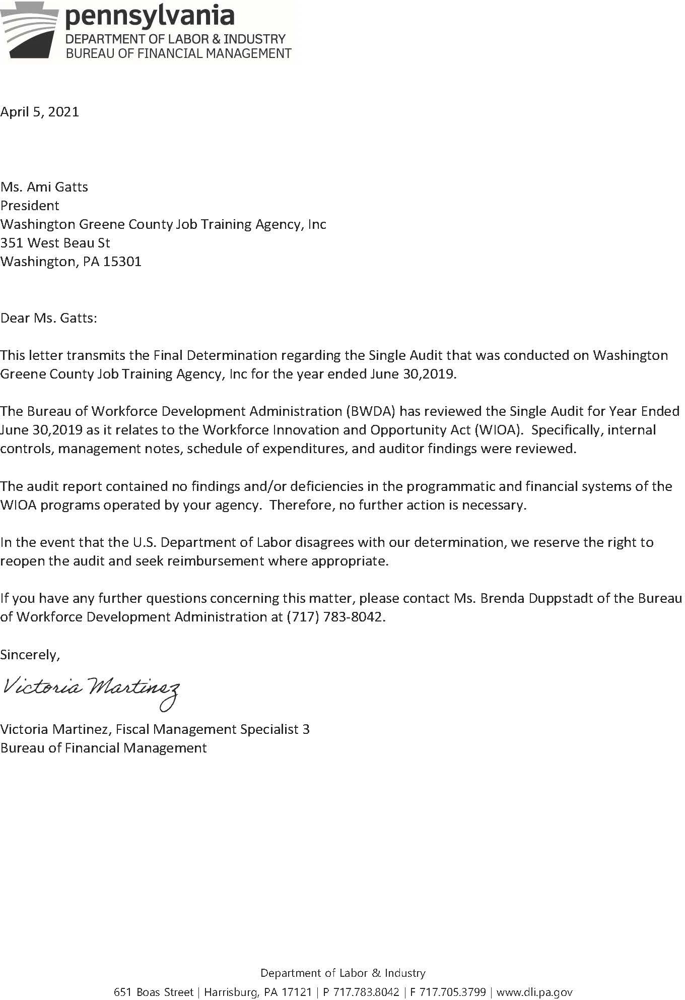 pennsylvania
DEPARTMENT OF LABOR & INDUSTRY
BUREAU OF FINANCIAL MANAGEMENT
April 5, 2021
Ms. Ami Gatts
President
Washington Greene County Job Training Agency, Inc
351 West Beau St
Washington, PA 15301
Dear Ms. Gatts:
This letter transmits the Final Determination regarding the Single Audit that was conducted on Washington
Greene County Job Training Agency, Inc for the year ended June 30,2019.
The Bureau of Workforce Development Administration (BWDA) has reviewed the Single Audit for Year Ended
June 30,2019 as it relates to the Workforce Innovation and Opportunity Act (WIOA).  Specifically, internal
controls, management notes, schedule of expenditures, and auditor findings were reviewed.
The audit report contained no findings and/or deficiencies in the programmatic and financial systems of the
WIOA programs operated by your agency.  Therefore, no further action is necessary.
In the event that the U.S. Department of Labor disagrees with our determination, we reserve the right to
reopen the audit and seek reimbursement where appropriate.
If you have any further questions concerning this matter, please contact Ms. Brenda Duppstadt of the Bureau
of Workforce Development Administration at (717) 783-8042.
Sincerely,
Victoria Martinez
Victoria Martinez, Fiscal Management Specialist 3
Bureau of Financial Management
Department of Labor & Industry
651 Boas Street | Harrisburg, PA 17121 | P 717.783.8042 | F 717.705.3799 | www.dli.pa.gov